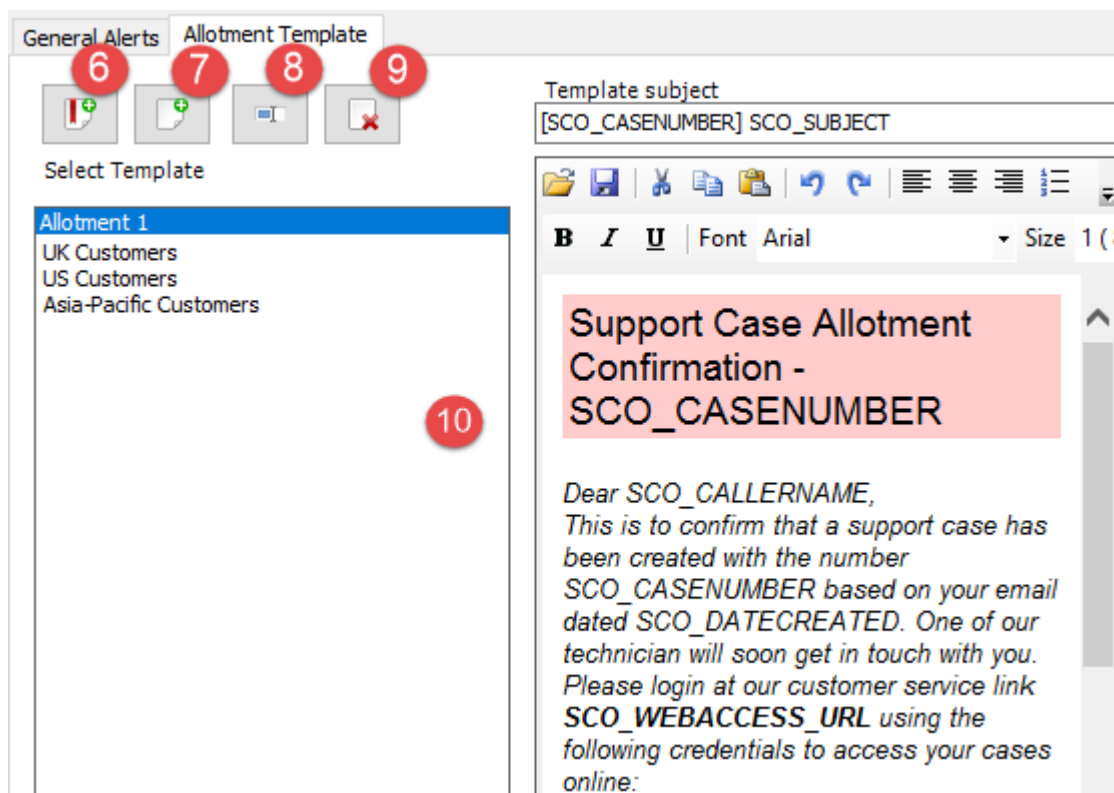 General Alerts Allotment Template
6 7 8 9
Template subject
[SCO_CASENUMBER] SCO_SUBJECT
Select Template
Allotment 1
UK Customers
US Customers
Asia-Pacific Customers
10
B I U Font Arial Size 1 (
Support Case Allotment
Confirmation -
SCO_CASENUMBER
Dear SCO_CALLERNAME,
This is to confirm that a support case has
been created with the number
SCO_CASENUMBER based on your email
dated SCO_DATECREATED. One of our
technician will soon get in touch with you.
Please login at our customer service link
SCO_WEBACCESS_URL using the
following credentials to access your cases
online: